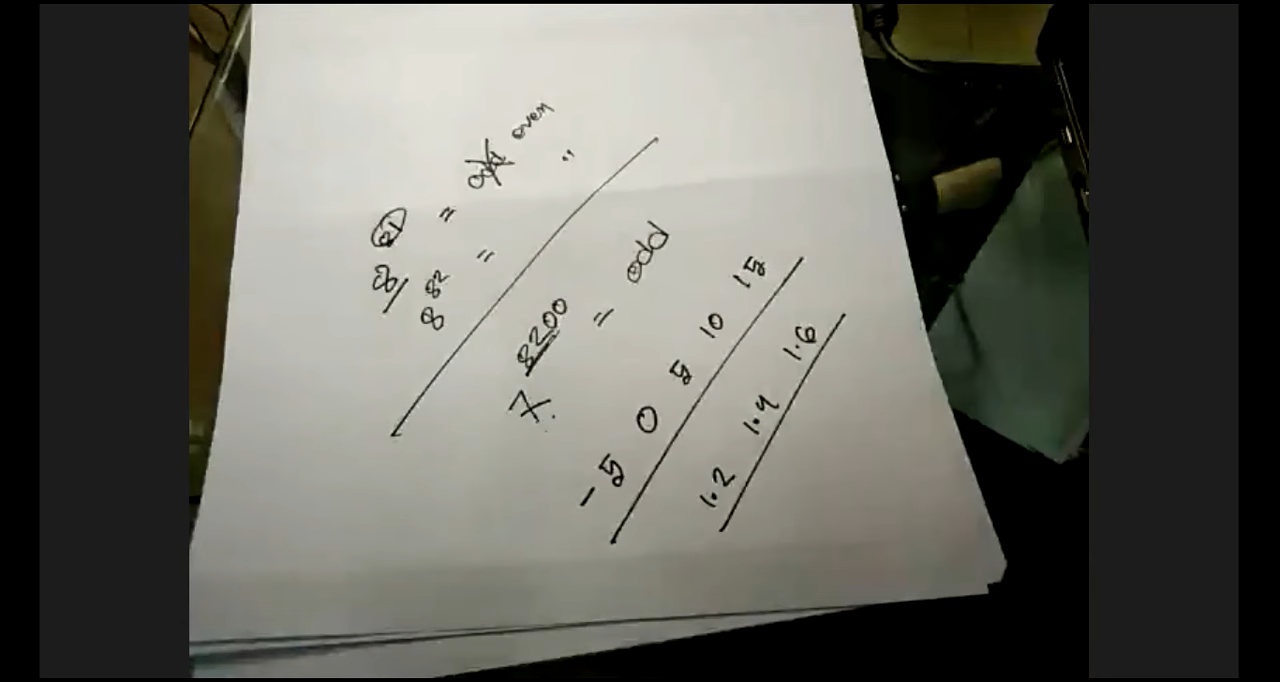 8 21 = odd even
8 82 = "
7 8200 = odd
-5 0 5 10 15
1.2 1.4 1.6